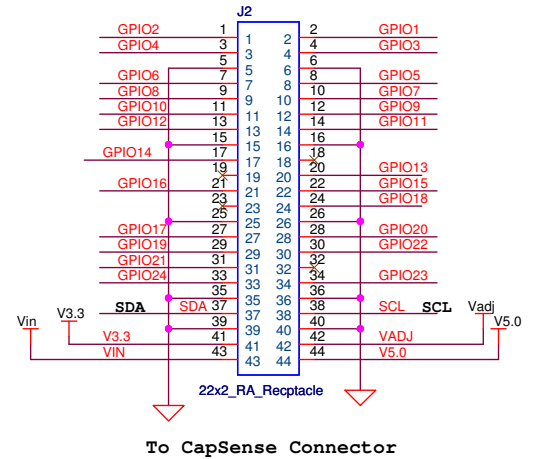 J2
GPIO2 1 1 2 2 GPIO1
GPIO4 3 3 4 4 GPIO3
5 5 6 6
GPIO6 7 7 8 8 GPIO5
GPIO8 9 9 10 10 GPIO7
GPIO10 11 11 12 12 GPIO9
GPIO12 13 13 14 14 GPIO11
15 15 16 16
GPIO14 17 17 18 18
19 19 20 20 GPIO13
GPIO16 21 21 22 22 GPIO15
23 23 24 24 GPIO18
25 25 26 26
GPIO17 27 27 28 28 GPIO20
GPIO19 29 29 30 30 GPIO22
GPIO21 31 31 32 32
GPIO24 33 33 34 34 GPIO23
35 35 36 36
SDA SDA 37 37 38 38 SCL SCL
Vin V3.3 39 39 40 40 Vadj V5.0
V3.3 41 41 42 42 VADJ
VIN 43 43 44 44 V5.0
22x2_RA_Recptacle
To CapSense Connector